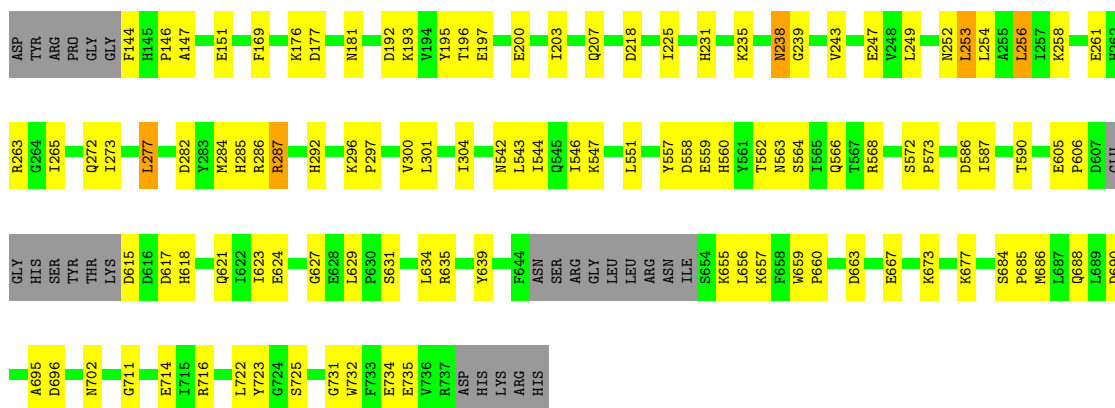 ASP TYR ARG PRO GLY GLY F144 H145 P146 A147 E151 F169 K176 D177 N181 D192 K193 V194 Y195 T196 E197 E200 I203 Q207 D218 I225 H231 K235 N238 G239 V243 E247 V248 L249 N252 L253 L254 A255 L256 I257 K258 E261 H262
R263 G264 I265 Q272 I273 L277 D282 Y283 M284 H285 R286 R287 H292 K296 P297 V300 L301 I304 N542 L543 I544 Q545 I546 K547 L551 Y557 D558 E559 H560 Y561 T562 N563 S564 I565 Q566 T567 R568 S572 P573 D586 I587 T590 E605 P606 D607 GLU
GLY HIS SER TYR THR LYS D615 D616 D617 H618 Q621 I622 I623 E624 G627 E628 L629 P630 S631 L634 R635 Y639 F644 ASN SER ARG GLY LEU LEU ARG ASN ILE S654 K655 L656 K657 F658 W659 P660 D663 E667 K673 K677 S684 P685 M686 L687 Q688 L689 D690
A695 D696 N702 G711 E714 I715 R716 L722 Y723 G724 S725 G731 W732 F733 E734 E735 V736 R737 ASP HIS LYS ARG HIS